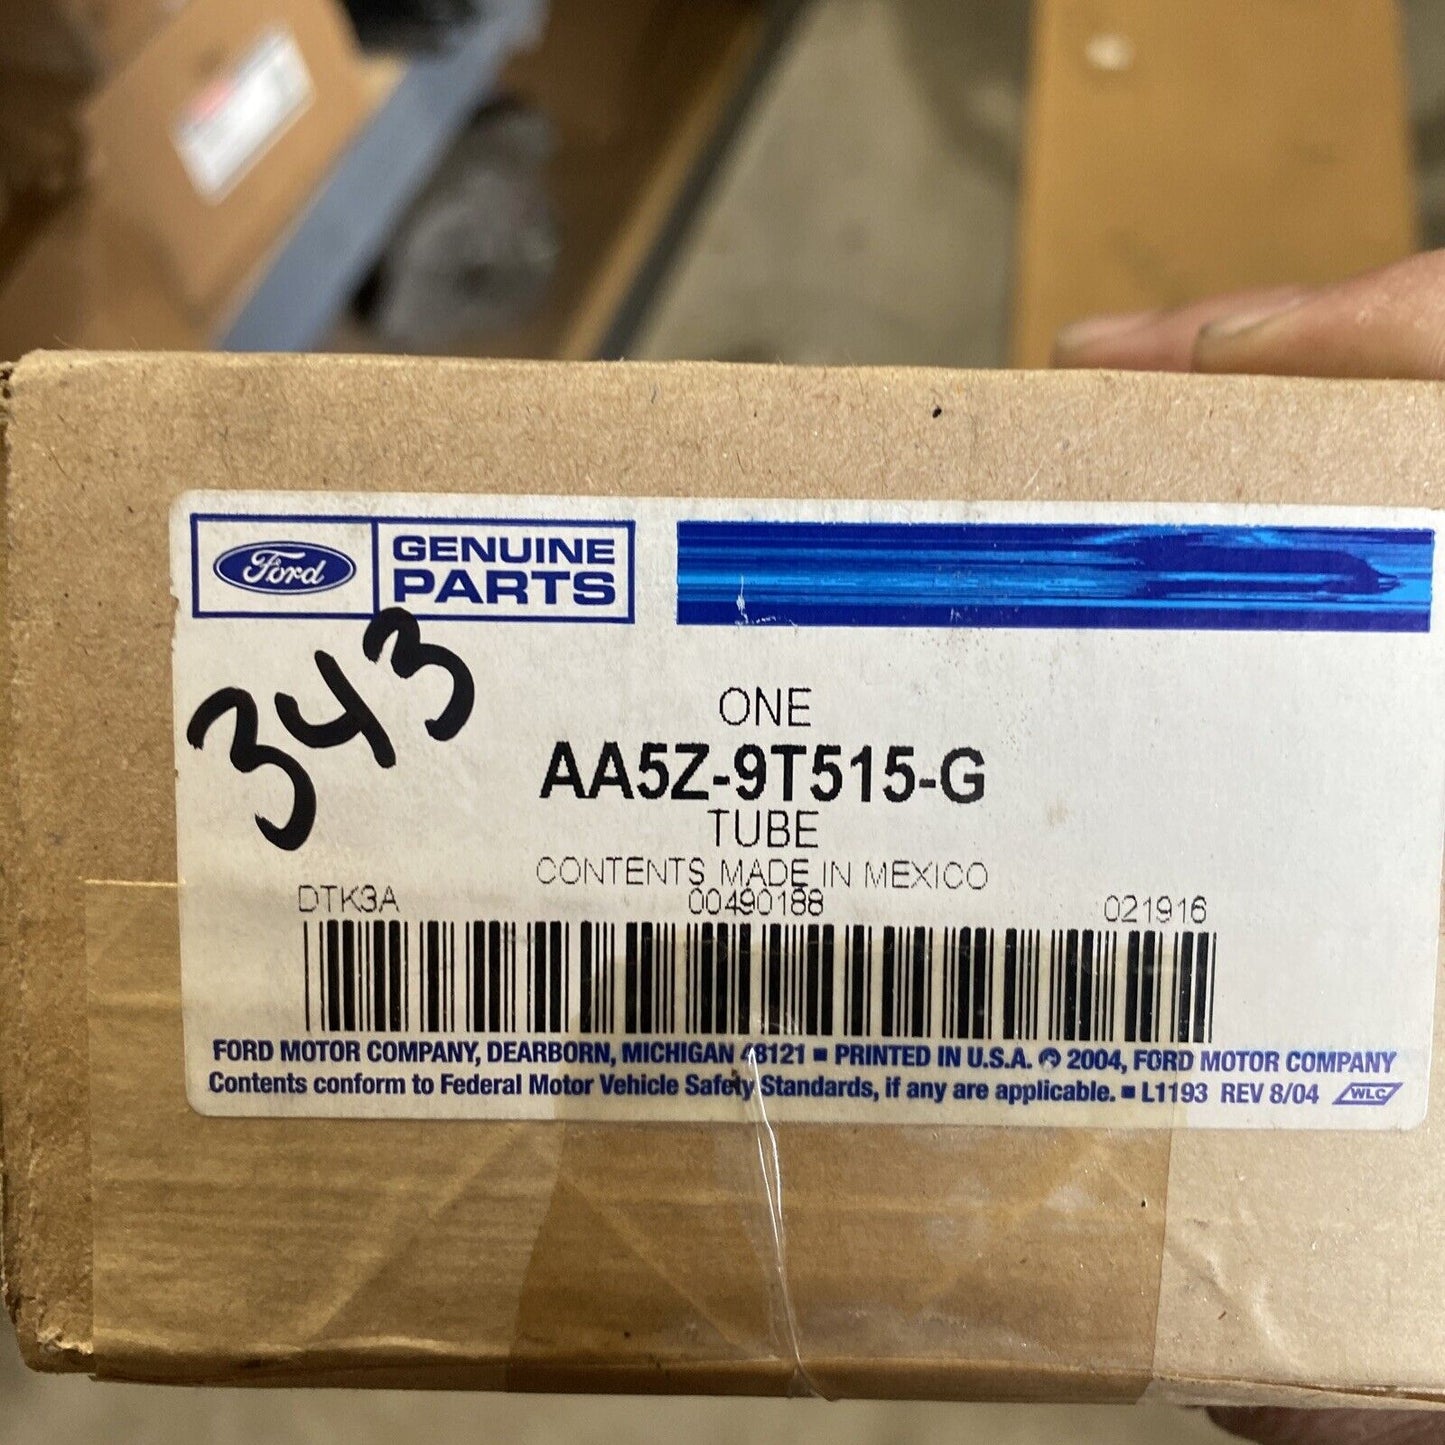 Ford
GENUINE
PARTS
343
ONE
AA5Z-9T515-G
TUBE
CONTENTS MADE IN MEXICO
DTK3A 00490188 021916
FORD MOTOR COMPANY, DEARBORN, MICHIGAN 48121 ■ PRINTED IN U.S.A. 2004, FORD MOTOR COMPANY
Contents conform to Federal Motor Vehicle Safety Standards, if any are applicable. ■ L1193 REV 8/04 WLC